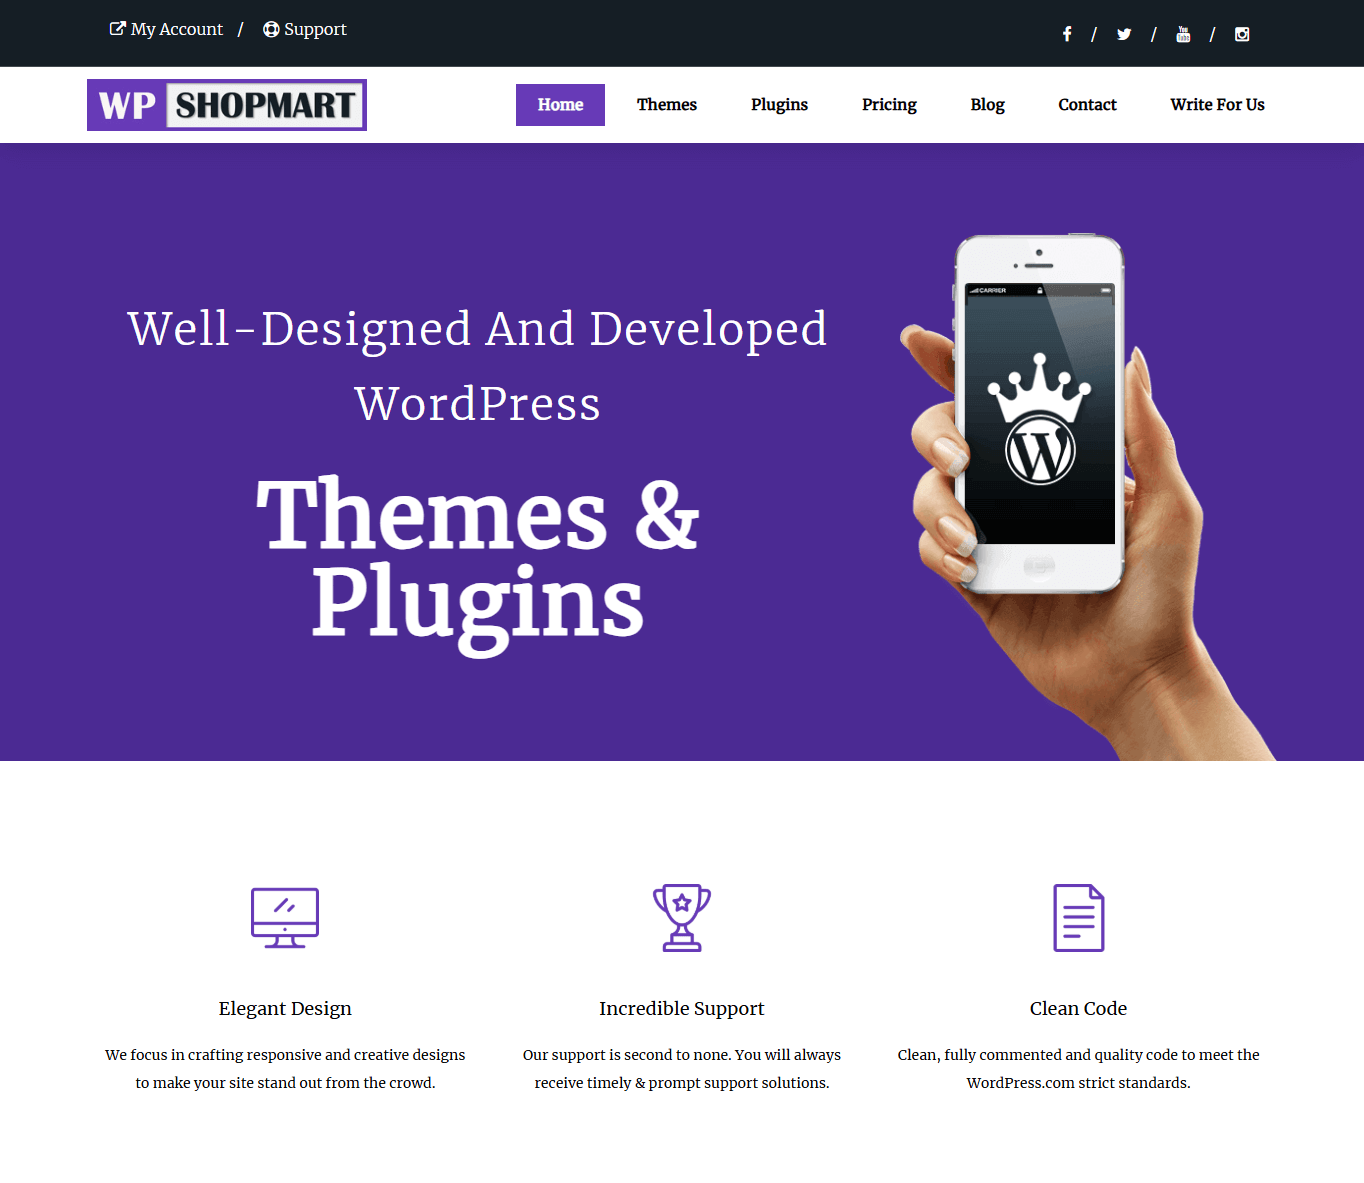 My Account / Support / / /
WP SHOPMART
Home Themes Plugins Pricing Blog Contact Write For Us
CARRIER
Well-Designed And Developed
WordPress
Themes &
Plugins
W
Elegant Design
We focus in crafting responsive and creative designs
to make your site stand out from the crowd.
Incredible Support
Our support is second to none. You will always
receive timely & prompt support solutions.
Clean Code
Clean, fully commented and quality code to meet the
WordPress.com strict standards.